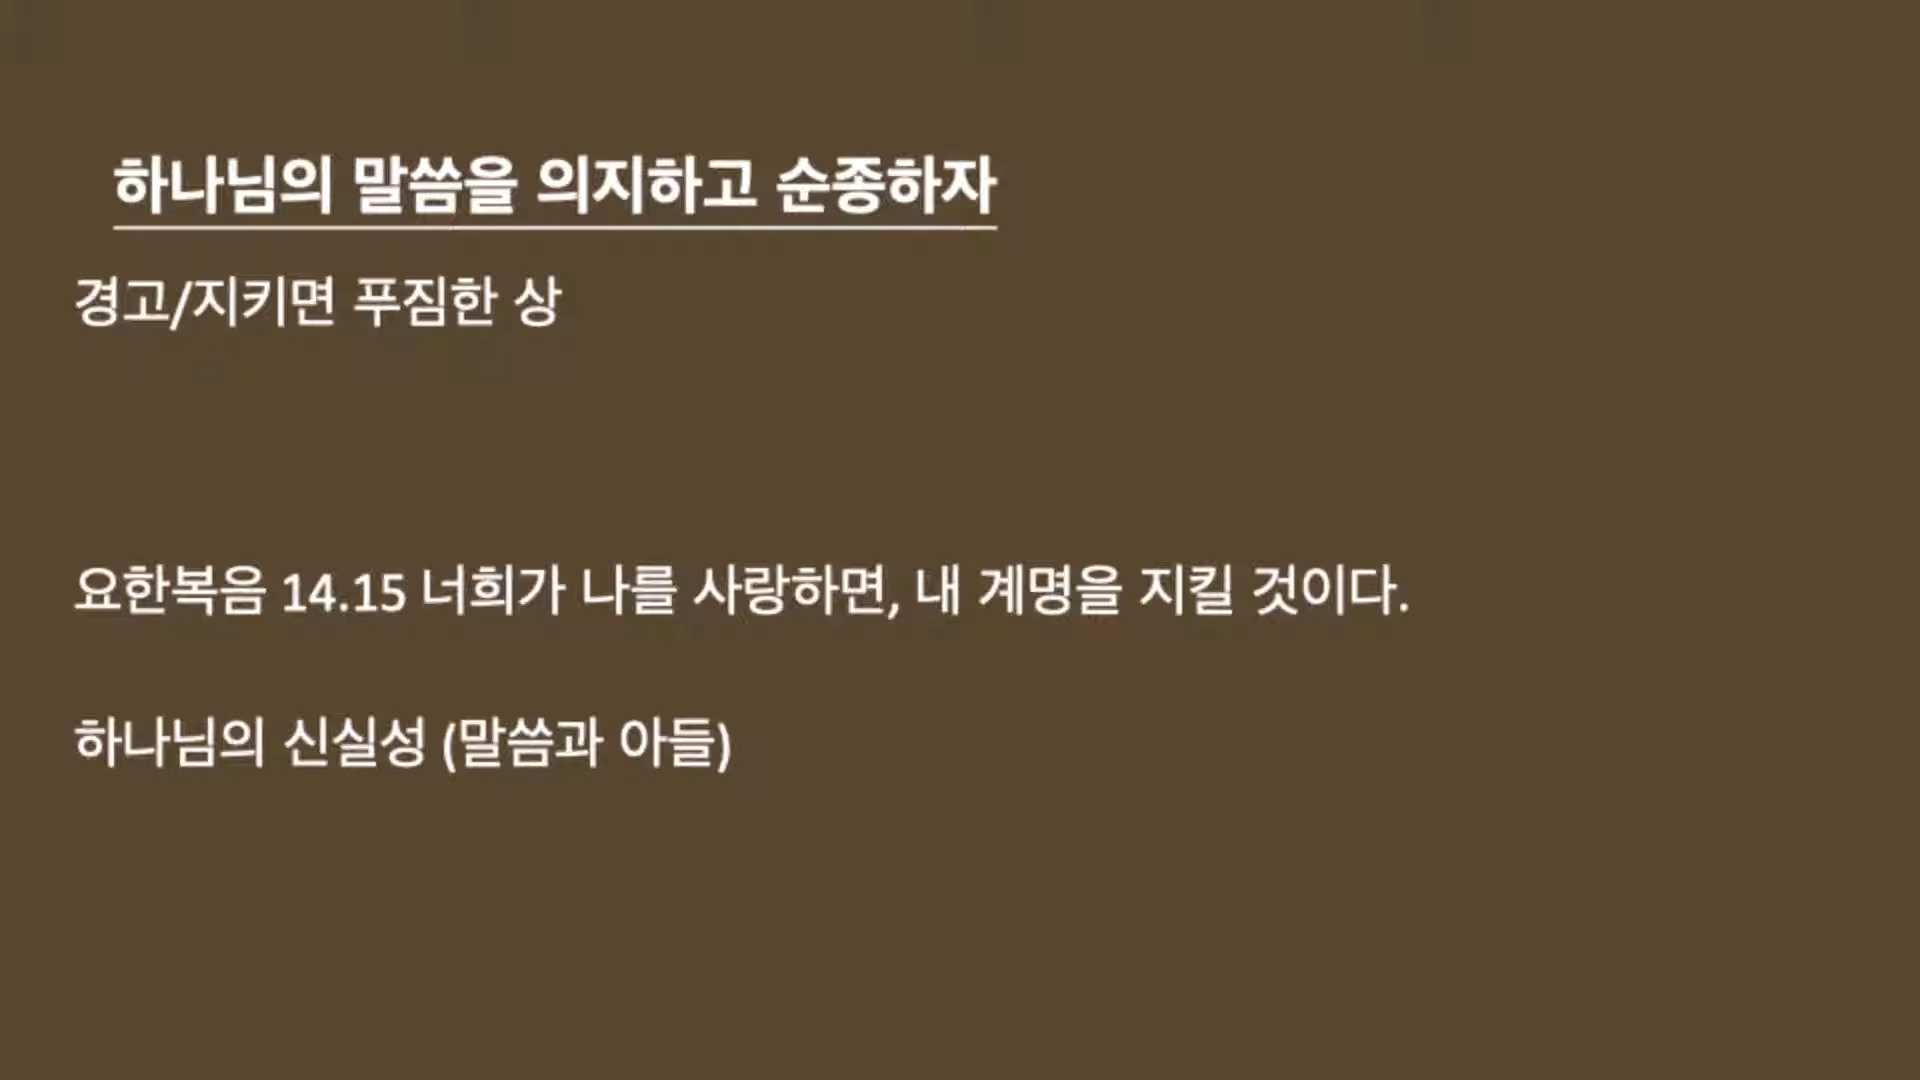 하나님의 말씀을 의지하고 순종하자
경고/지키면 푸짐한 상
요한복음 14.15 너희가 나를 사랑하면, 내 계명을 지킬 것이다.
하나님의 신실성 (말씀과 아들)